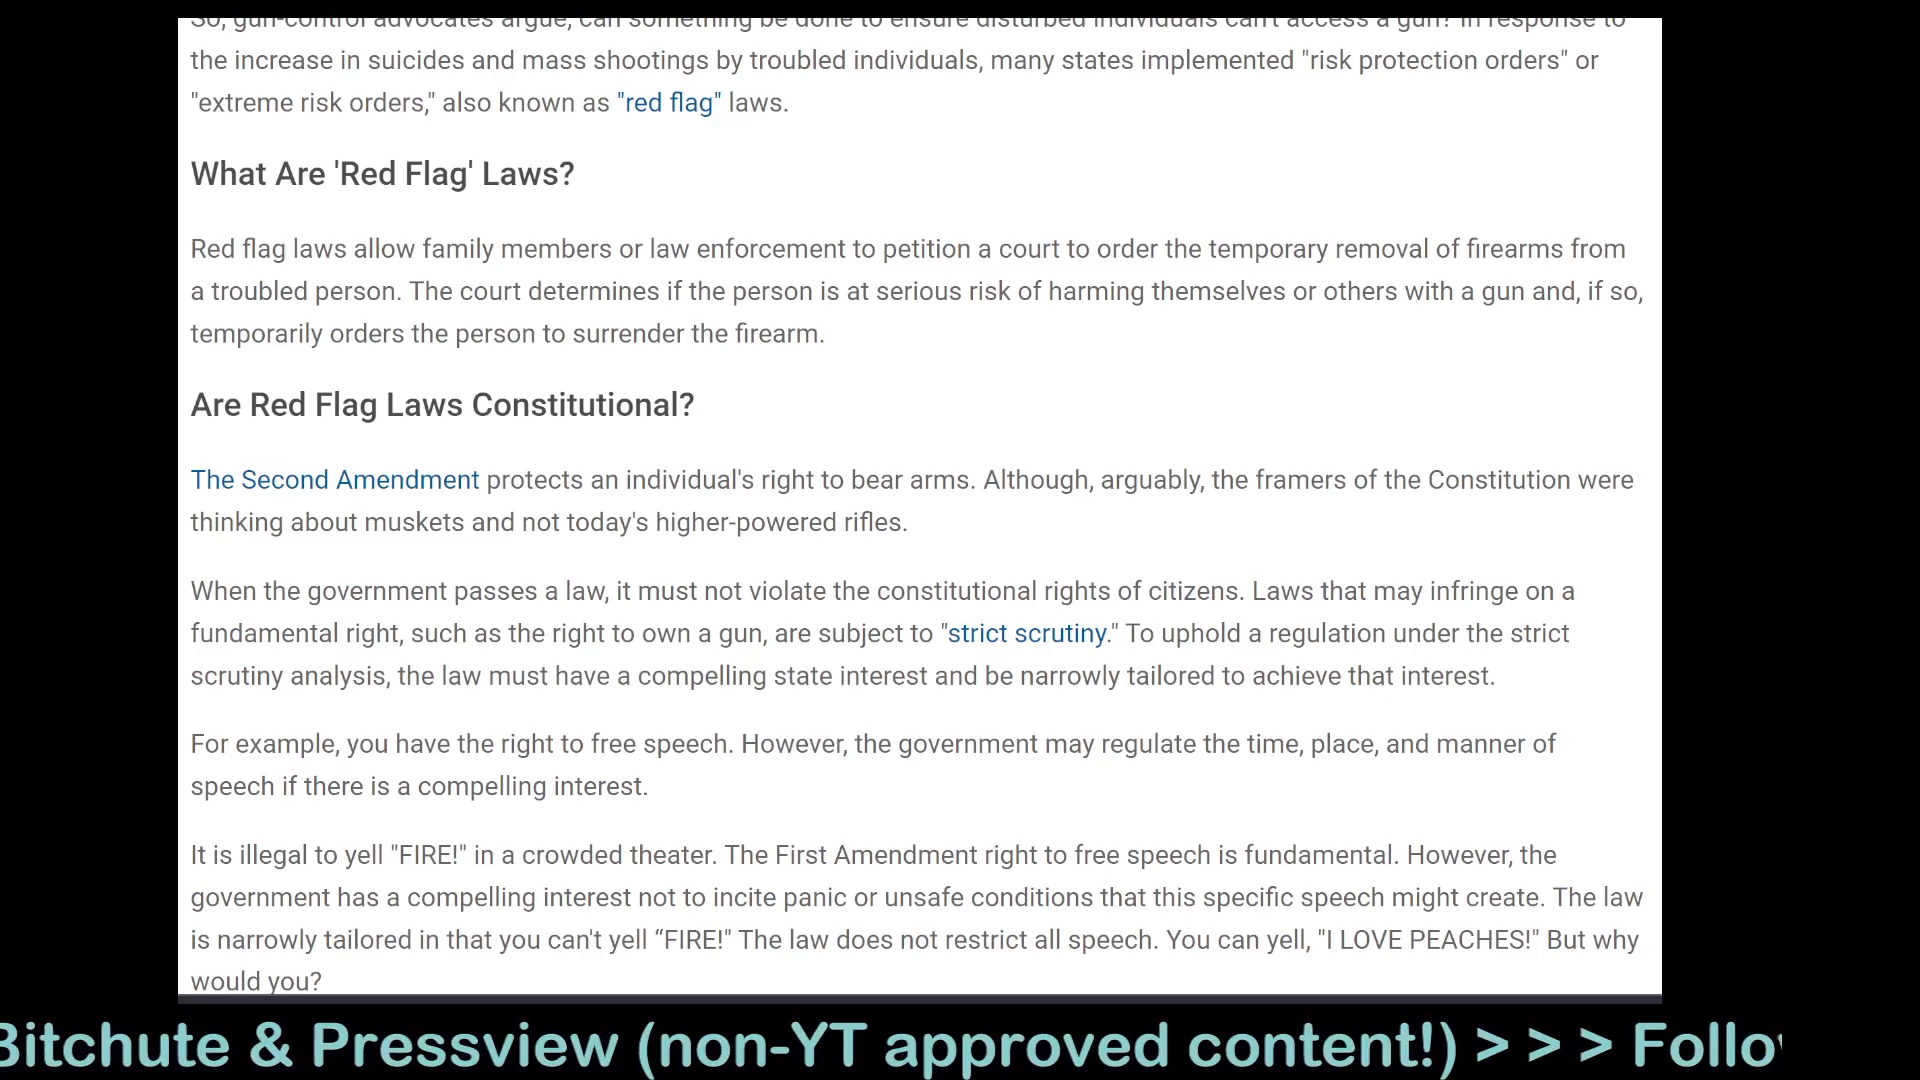 So, gun-control advocates argue, can something be done to ensure disturbed individuals can't access a gun? In response to
the increase in suicides and mass shootings by troubled individuals, many states implemented "risk protection orders" or
"extreme risk orders," also known as "red flag" laws.
What Are 'Red Flag' Laws?
Red flag laws allow family members or law enforcement to petition a court to order the temporary removal of firearms from
a troubled person. The court determines if the person is at serious risk of harming themselves or others with a gun and, if so,
temporarily orders the person to surrender the firearm.
Are Red Flag Laws Constitutional?
The Second Amendment protects an individual's right to bear arms. Although, arguably, the framers of the Constitution were
thinking about muskets and not today's higher-powered rifles.
When the government passes a law, it must not violate the constitutional rights of citizens. Laws that may infringe on a
fundamental right, such as the right to own a gun, are subject to "strict scrutiny." To uphold a regulation under the strict
scrutiny analysis, the law must have a compelling state interest and be narrowly tailored to achieve that interest.
For example, you have the right to free speech. However, the government may regulate the time, place, and manner of
speech if there is a compelling interest.
It is illegal to yell "FIRE!" in a crowded theater. The First Amendment right to free speech is fundamental. However, the
government has a compelling interest not to incite panic or unsafe conditions that this specific speech might create. The law
is narrowly tailored in that you can't yell “FIRE!" The law does not restrict all speech. You can yell, "I LOVE PEACHES!" But why
would you?
Bitchute & Pressview (non-YT approved content!) > > > Follo